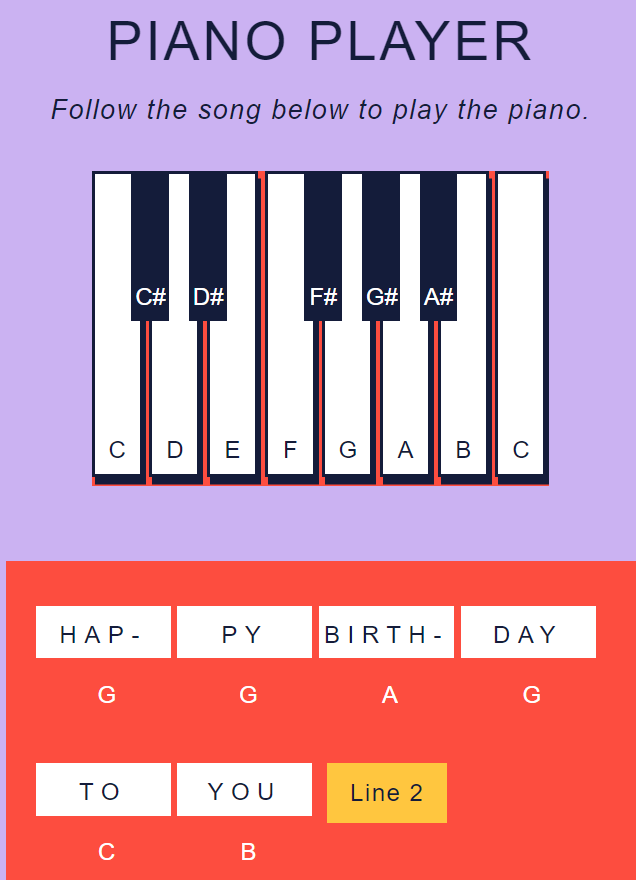 PIANO PLAYER
Follow the song below to play the piano.
C# D# F# G# A#
C D E F G A B C
HAP- PY BIRTH- DAY
G G A G
TO YOU Line 2
C B